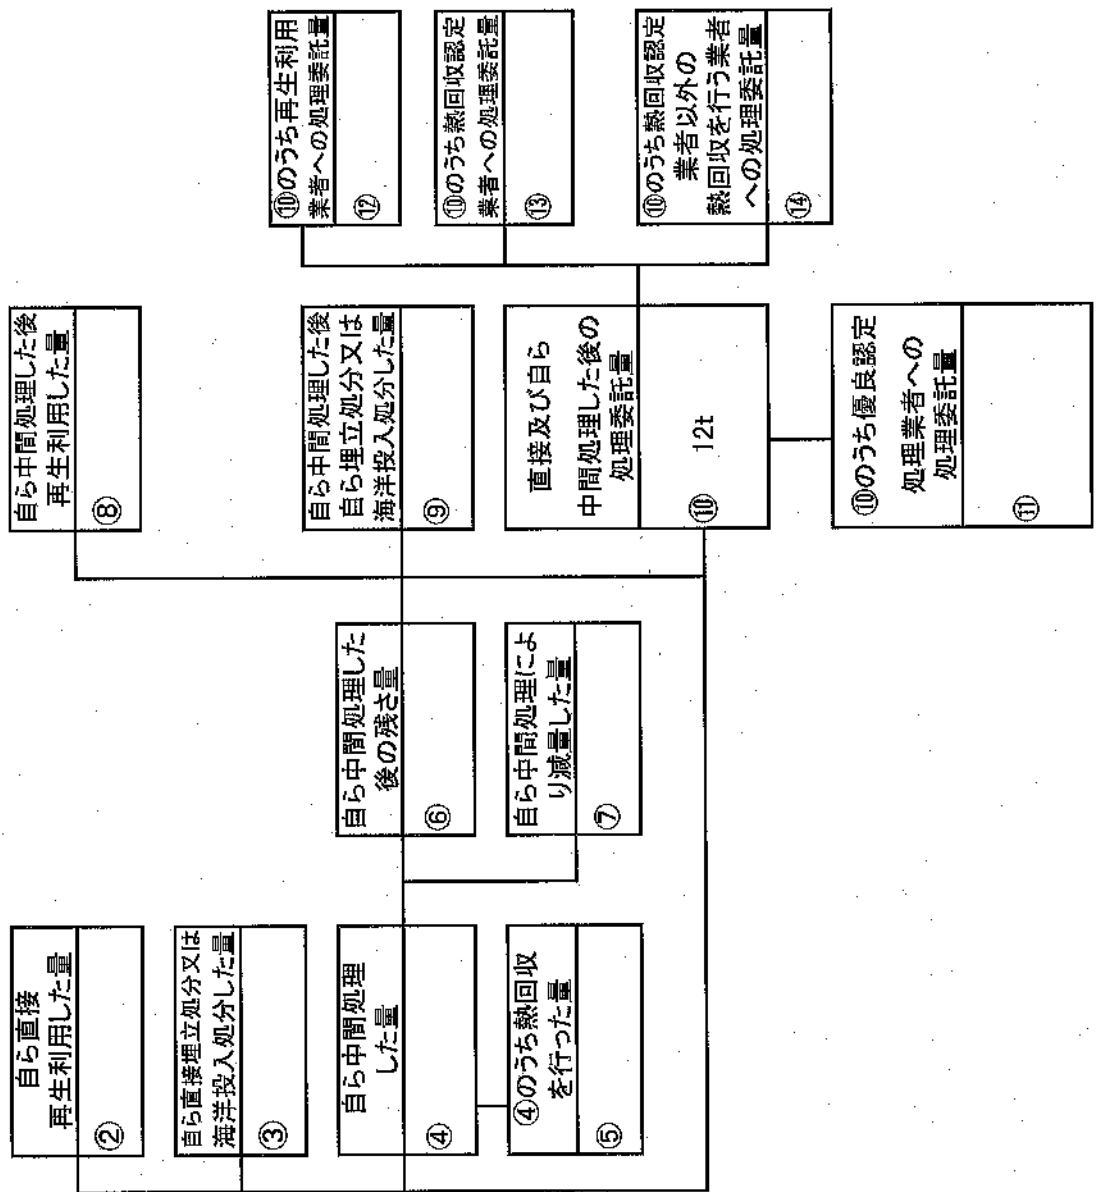 自ら直接
再生利用した量
②
自ら直接埋立処分又は
海洋投入処分した量
③
自ら中間処理
した量
④
④のうち熱回収
を行った量
⑤
自ら中間処理した
後の残さ量
⑥
自ら中間処理によ
り減量した量
⑦
自ら中間処理した後
再生利用した量
⑧
自ら中間処理した後
自ら埋立処分又は
海洋投入処分した量
⑨
直接及び自ら
中間処理した後の
処理委託量
⑩
12t
⑩のうち優良認定
処理業者への
処理委託量
⑪
⑩のうち再生利用
業者への処理委託量
⑫
⑩のうち熱回収認定
業者への処理委託量
⑬
⑩のうち熱回収認定
業者以外の
熱回収を行う業者
への処理委託量
⑭